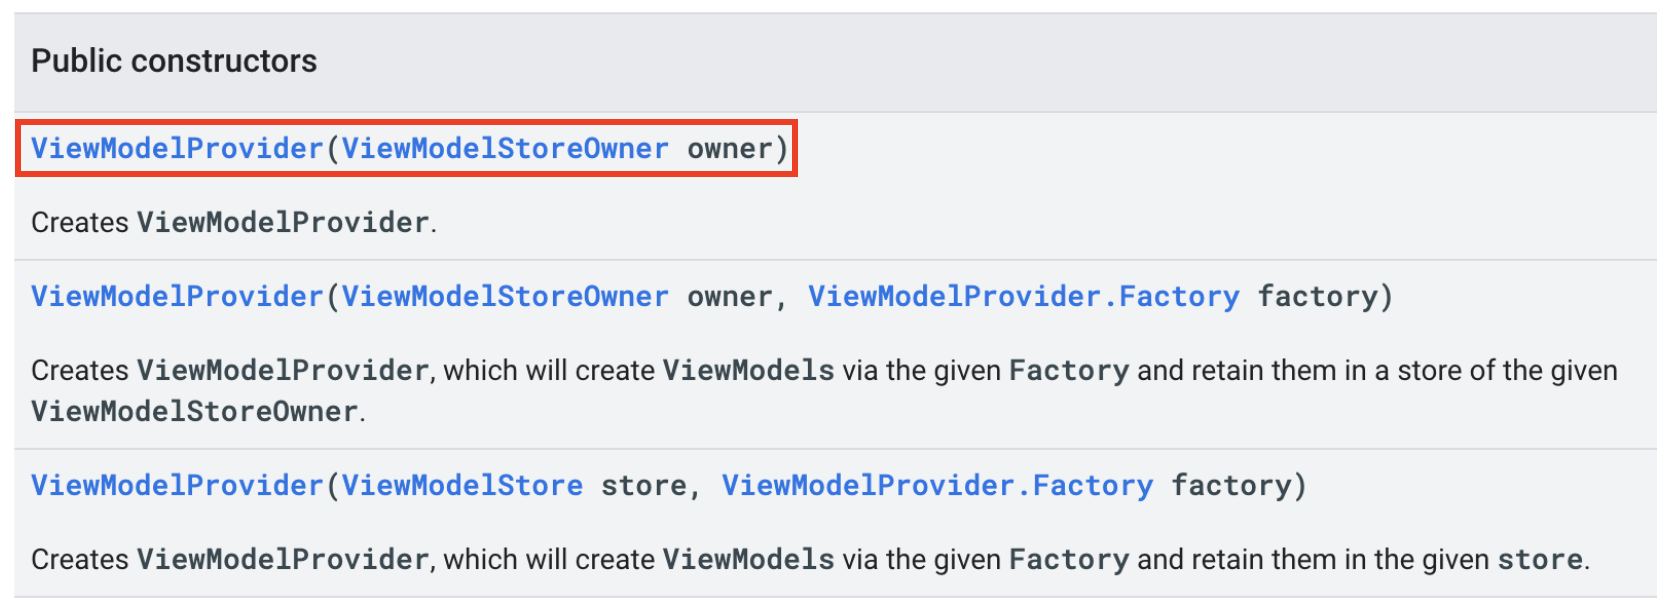 Public constructors
ViewModelProvider(ViewModelStoreOwner owner)
Creates ViewModelProvider.
ViewModelProvider(ViewModelStoreOwner owner, ViewModelProvider.Factory factory)
Creates ViewModelProvider, which will create ViewModels via the given Factory and retain them in a store of the given
ViewModelStoreOwner.
ViewModelProvider(ViewModelStore store, ViewModelProvider.Factory factory)
Creates ViewModelProvider, which will create ViewModels via the given Factory and retain them in the given store.